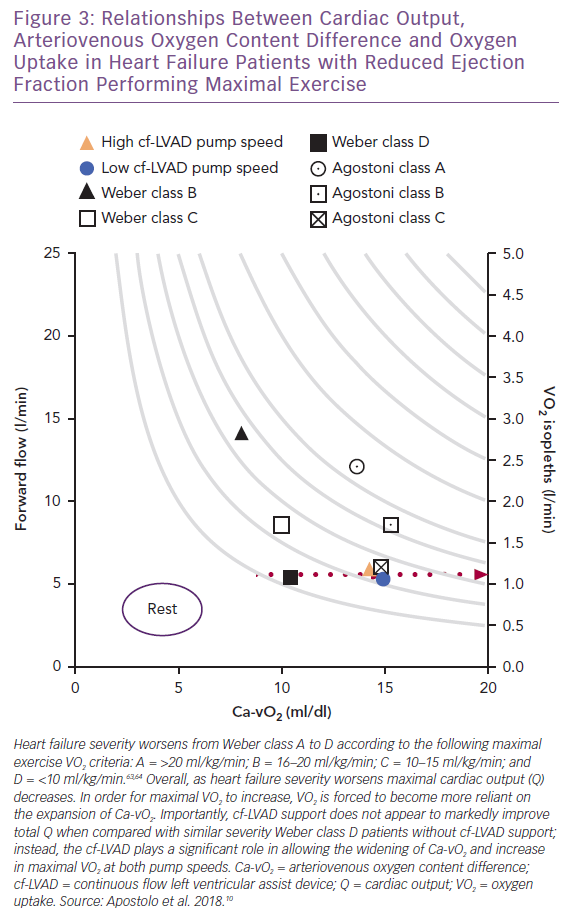 Figure 3: Relationships Between Cardiac Output,
Arteriovenous Oxygen Content Difference and Oxygen
Uptake in Heart Failure Patients with Reduced Ejection
Fraction Performing Maximal Exercise
High cf-LVAD pump speed
Low cf-LVAD pump speed
Weber class B
Weber class C
Weber class D
Agostoni class A
Agostoni class B
Agostoni class C
Forward flow (l/min)
25
20
15
10
5
0
5.0
4.5
4.0
3.5
3.0
2.5
2.0
1.5
1.0
0.5
0.0
VO₂ isopleths (l/min)
Rest
0
5
10
15
20
Ca-vO₂ (ml/dl)
Heart failure severity worsens from Weber class A to D according to the following maximal
exercise VO₂ criteria: A = >20 ml/kg/min; B = 16–20 ml/kg/min; C = 10–15 ml/kg/min; and
D = <10 ml/kg/min.⁶³,⁶⁴ Overall, as heart failure severity worsens maximal cardiac output (Q)
decreases. In order for maximal VO₂ to increase, VO₂ is forced to become more reliant on
the expansion of Ca-vO₂. Importantly, cf-LVAD support does not appear to markedly improve
total Q when compared with similar severity Weber class D patients without cf-LVAD support;
instead, the cf-LVAD plays a significant role in allowing the widening of Ca-vO₂ and increase
in maximal VO₂ at both pump speeds. Ca-vO₂ = arteriovenous oxygen content difference;
cf-LVAD = continuous flow left ventricular assist device; Q = cardiac output; VO₂ = oxygen
uptake. Source: Apostolo et al. 2018.¹⁰